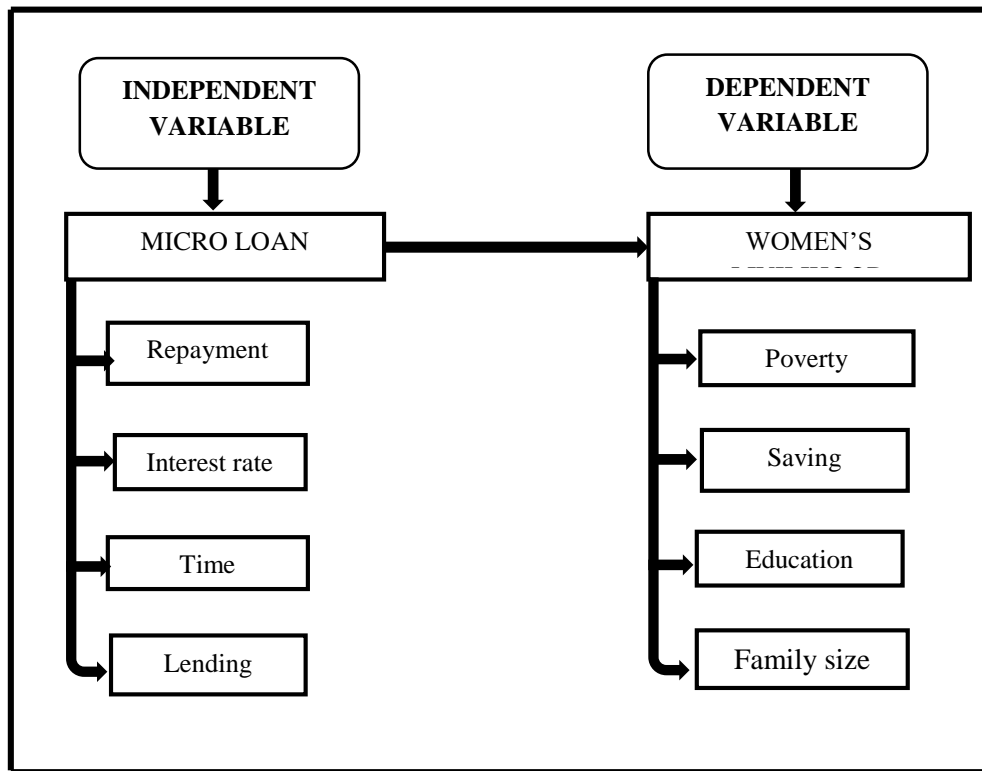 INDEPENDENT
VARIABLE
DEPENDENT
VARIABLE
MICRO LOAN
WOMEN'S
Repayment
Interest rate
Time
Lending
Poverty
Saving
Education
Family size